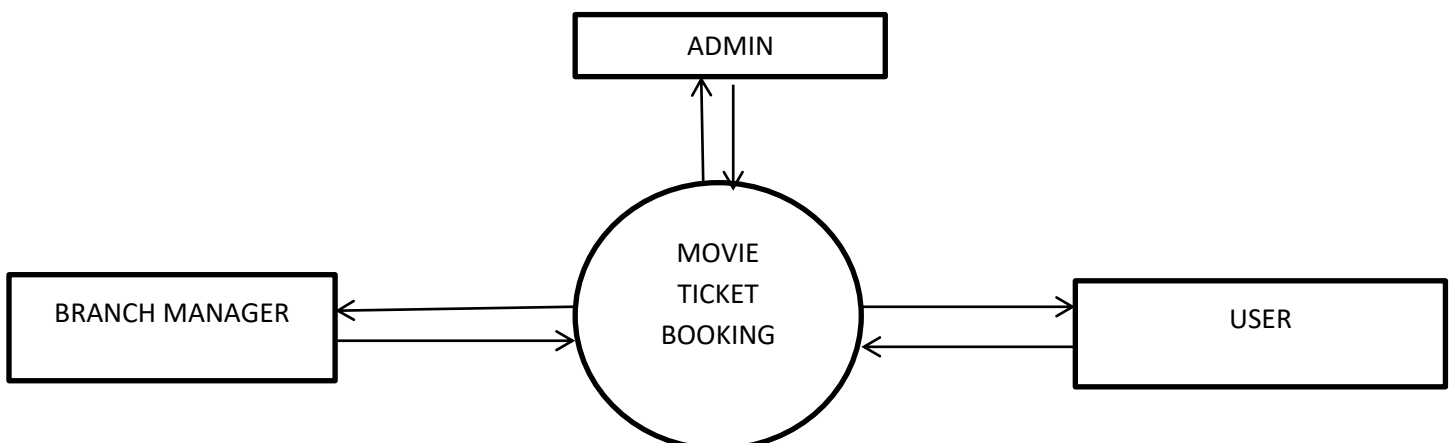 ADMIN
MOVIE
TICKET
BOOKING
BRANCH MANAGER
USER